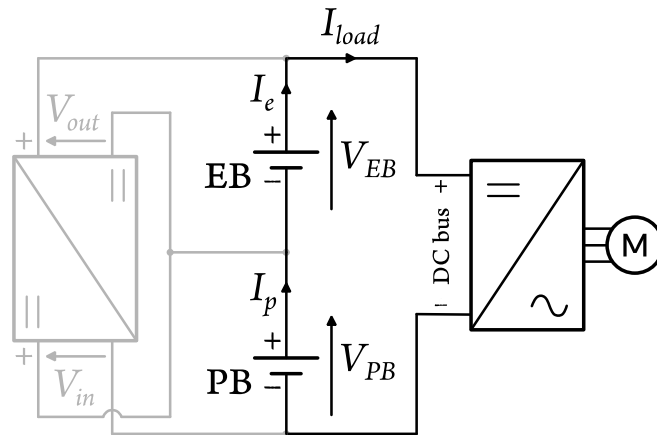 I_load
I_e
V_out
+
+
EB
−
V_EB
+
DC bus
−
I_p
+
PB
−
V_PB
+
V_in
M